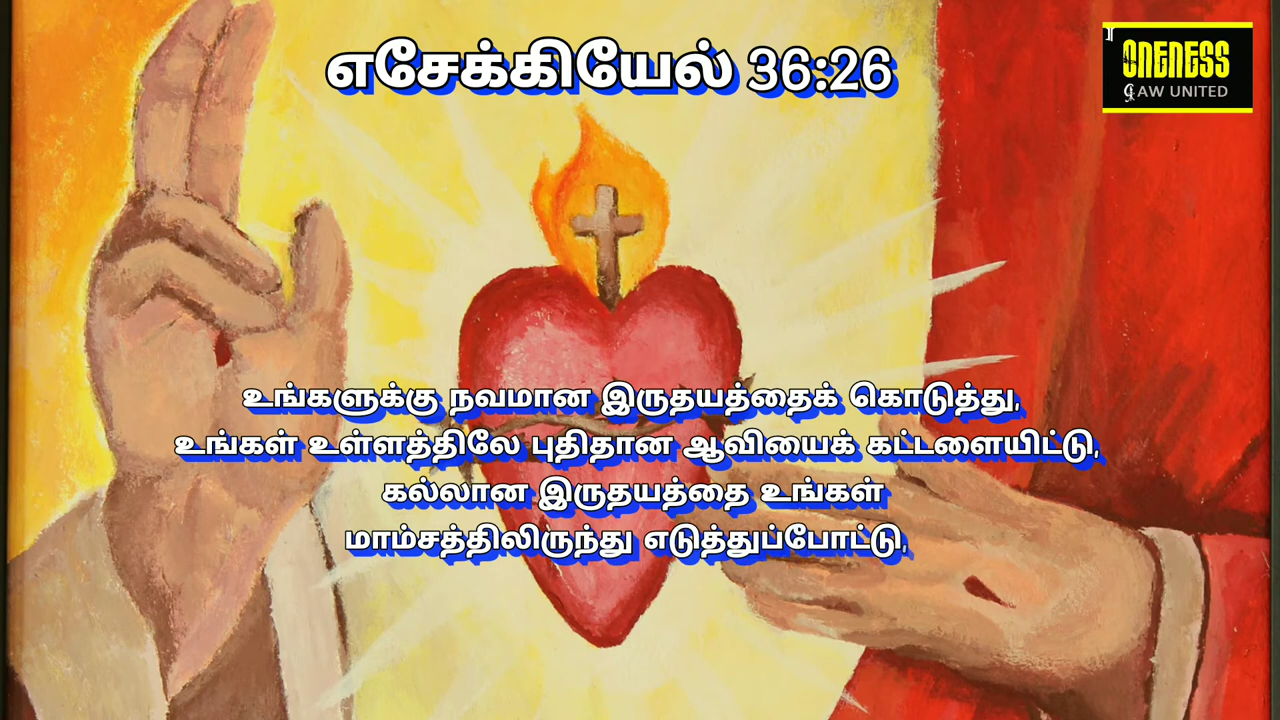 எசேக்கியேல் 36:26
ONENESS
LAW UNITED
உங்களுக்கு நவமான இருதயத்தைக் கொடுத்து,
உங்கள் உள்ளத்திலே புதிதான ஆவியைக் கட்டளையிட்டு,
கல்லான இருதயத்தை உங்கள்
மாம்சத்திலிருந்து எடுத்துப்போட்டு,